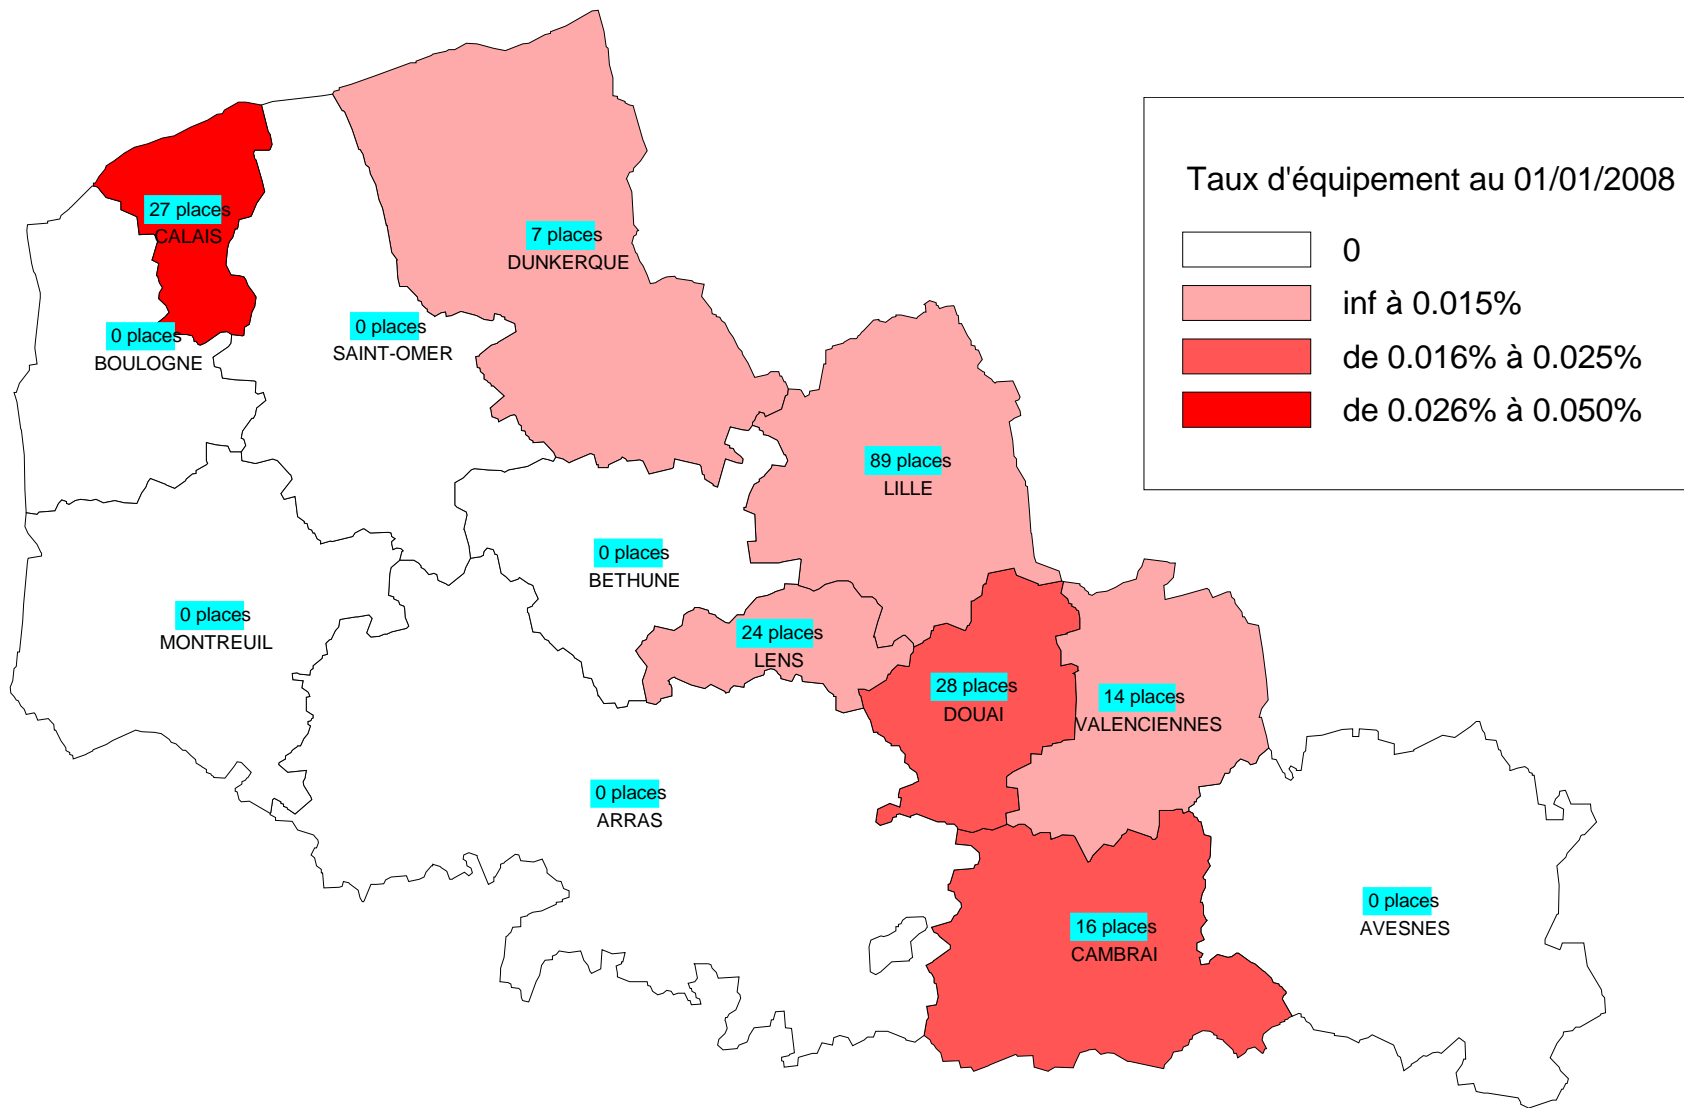 Taux d'équipement au 01/01/2008
0
inf à 0.015%
de 0.016% à 0.025%
de 0.026% à 0.050%
27 places
CALAIS
7 places
DUNKERQUE
0 places
BOULOGNE
0 places
SAINT-OMER
89 places
LILLE
0 places
BETHUNE
0 places
MONTREUIL
24 places
LENS
28 places
DOUAI
14 places
VALENCIENNES
0 places
ARRAS
16 places
CAMBRAI
0 places
AVESNES